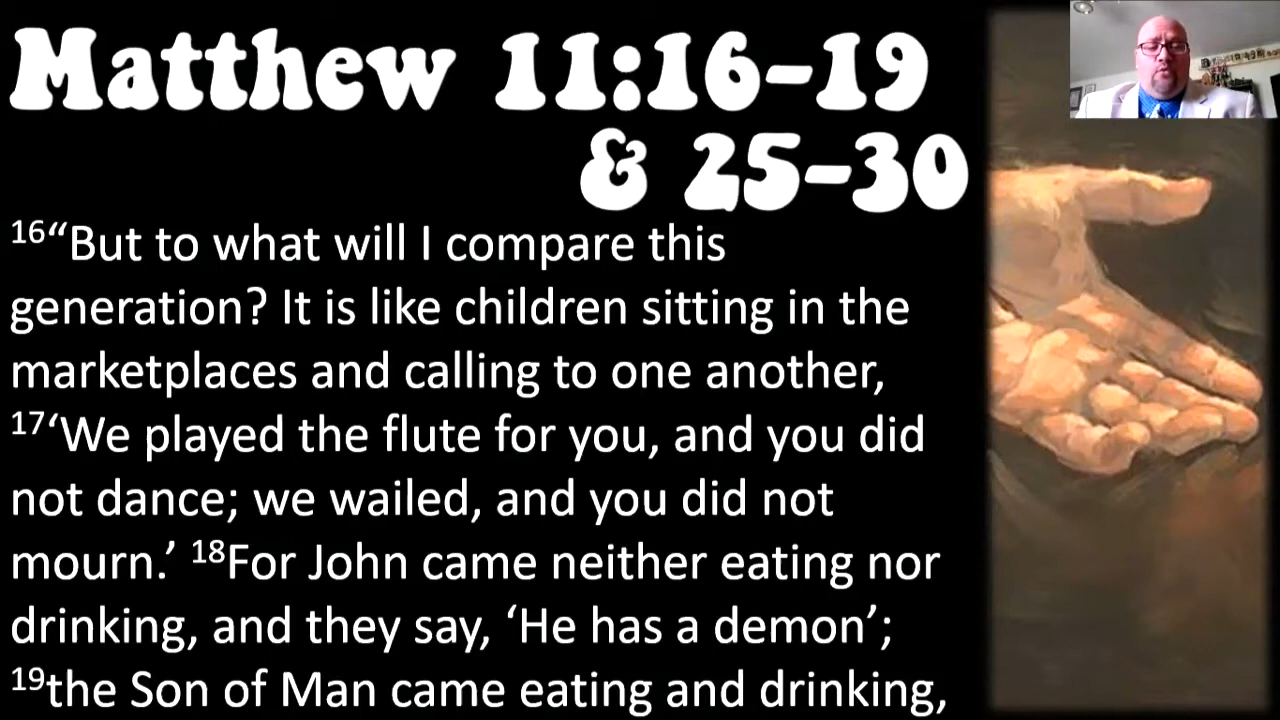 Matthew 11:16–19
& 25–30
16“But to what will I compare this
generation? It is like children sitting in the
marketplaces and calling to one another,
17‘We played the flute for you, and you did
not dance; we wailed, and you did not
mourn.’ 18For John came neither eating nor
drinking, and they say, ‘He has a demon’;
19the Son of Man came eating and drinking,